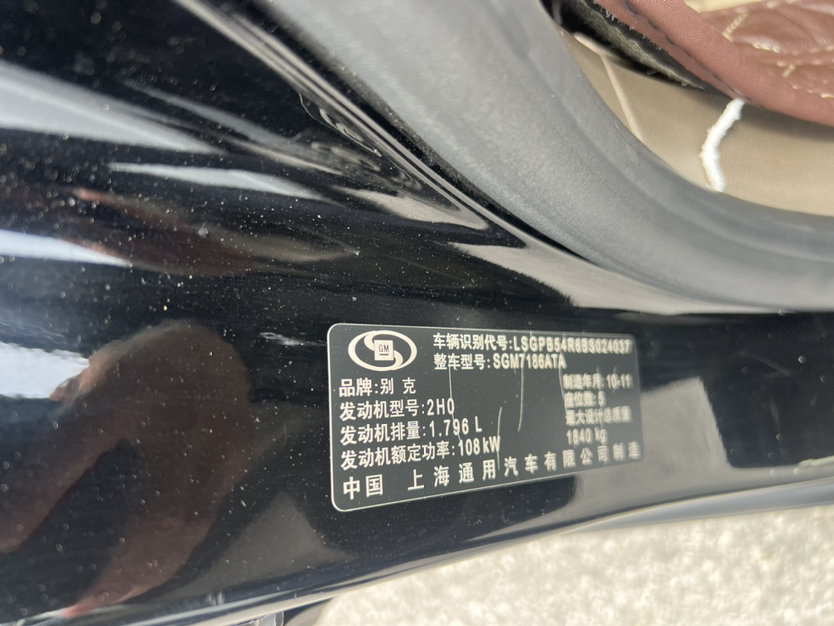 GM
车辆识别代号:LSGPB54R6BS024037
整车型号:SGM7186ATA
品牌:别 克
制造年月:10-11
发动机型号:2H0
座位数:5
发动机排量:1.796 L
最大设计总质量
发动机额定功率:108kW
1840 kg
中国 上海通用汽车有限公司制造